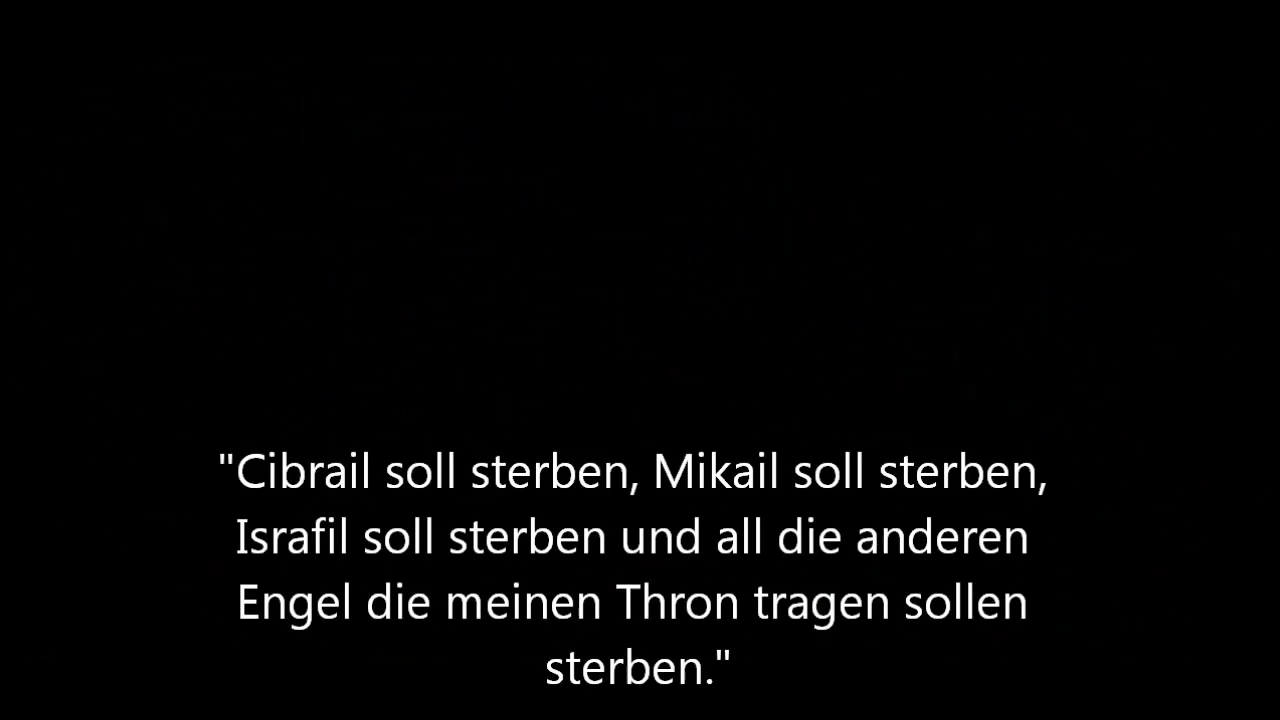 "Cibrail soll sterben, Mikail soll sterben,
Israfil soll sterben und all die anderen
Engel die meinen Thron tragen sollen
sterben."